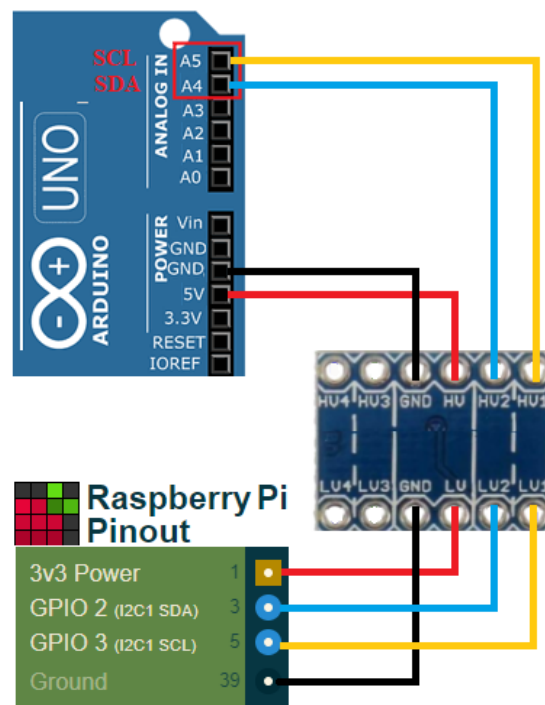 SCL
SDA
A5
A4
A3
A2
A1
A0
ANALOG IN
UNO
ARDUINO
POWER
Vin
GND
GND
5V
3.3V
RESET
IOREF
HV4 HV3 GND HV HV2 HV1
LV4 LV3 GND LV LV2 LV1
Raspberry Pi
Pinout
3v3 Power 1
GPIO 2 (I2C1 SDA) 3
GPIO 3 (I2C1 SCL) 5
Ground 39